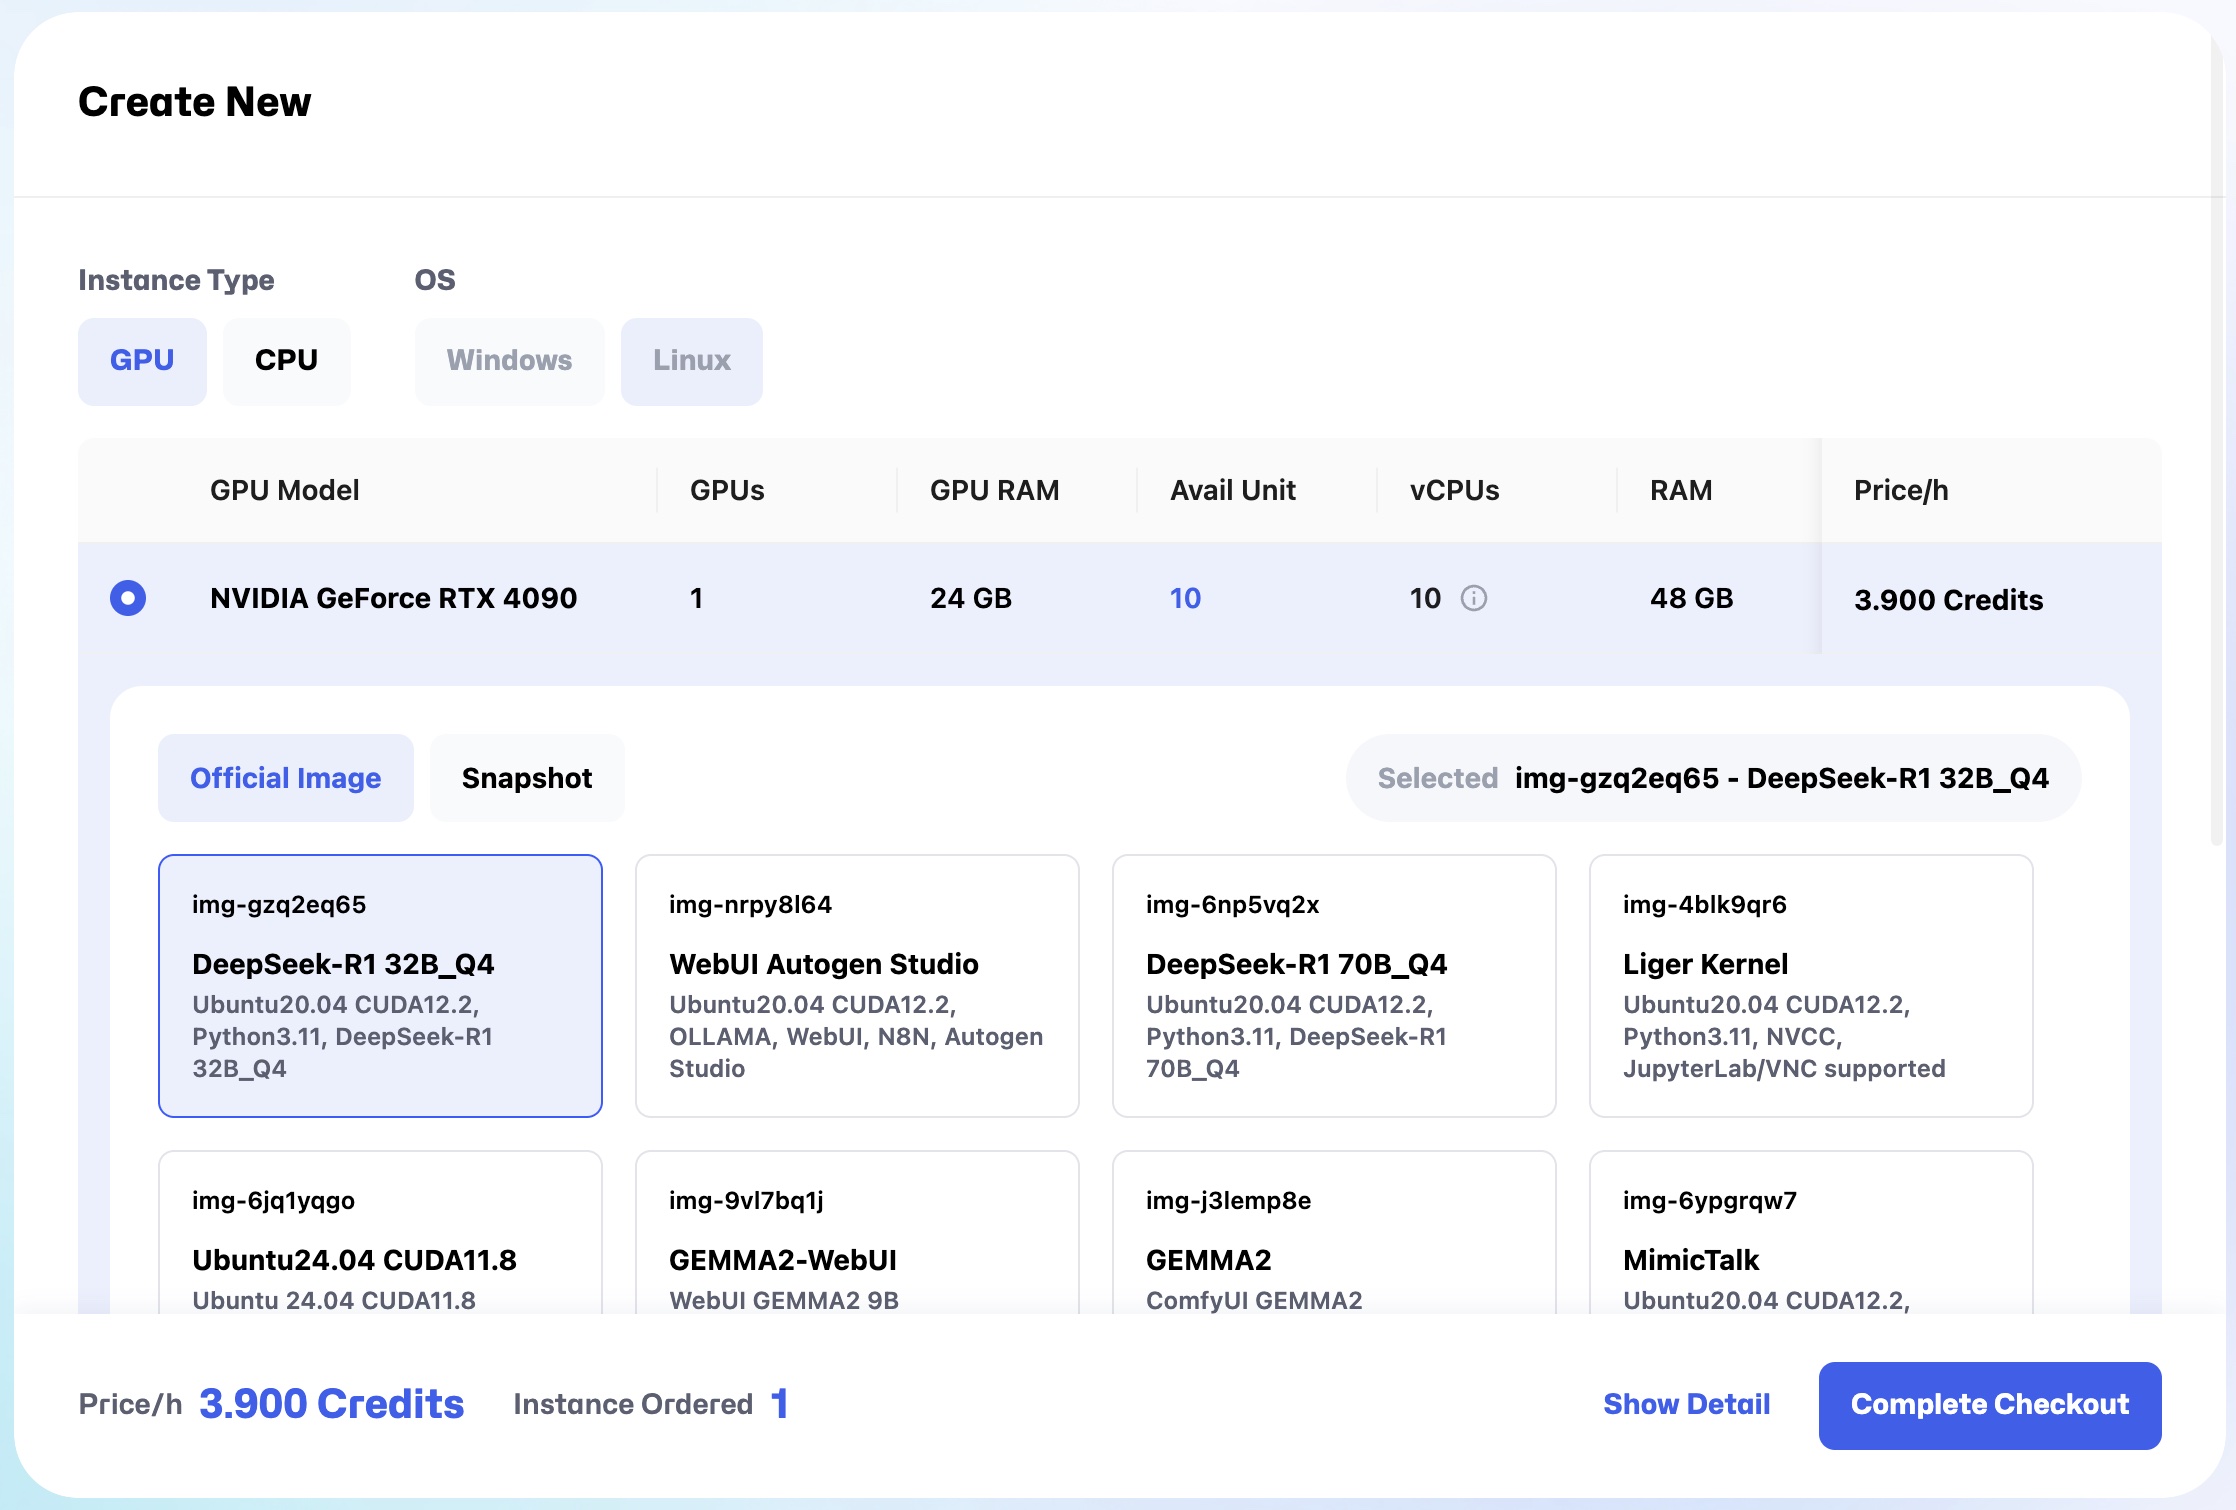 Create New
Instance Type
OS
GPU
CPU
Windows
Linux
GPU Model
GPUs
GPU RAM
Avail Unit
vCPUs
RAM
Price/h
NVIDIA GeForce RTX 4090
1
24 GB
10
10
48 GB
3.900 Credits
Official Image
Snapshot
Selected img-gzq2eq65 - DeepSeek-R1 32B_Q4
img-gzq2eq65
DeepSeek-R1 32B_Q4
Ubuntu20.04 CUDA12.2,
Python3.11, DeepSeek-R1
32B_Q4
img-nrpy8l64
WebUI Autogen Studio
Ubuntu20.04 CUDA12.2,
OLLAMA, WebUI, N8N, Autogen
Studio
img-6np5vq2x
DeepSeek-R1 70B_Q4
Ubuntu20.04 CUDA12.2,
Python3.11, DeepSeek-R1
70B_Q4
img-4blk9qr6
Liger Kernel
Ubuntu20.04 CUDA12.2,
Python3.11, NVCC,
JupyterLab/VNC supported
img-6jq1yqgo
Ubuntu24.04 CUDA11.8
Ubuntu 24.04 CUDA11.8
img-9vl7bq1j
GEMMA2-WebUI
WebUI GEMMA2 9B
img-j3lemp8e
GEMMA2
ComfyUI GEMMA2
img-6ypgrqw7
MimicTalk
Ubuntu20.04 CUDA12.2,
Price/h 3.900 Credits
Instance Ordered 1
Show Detail
Complete Checkout